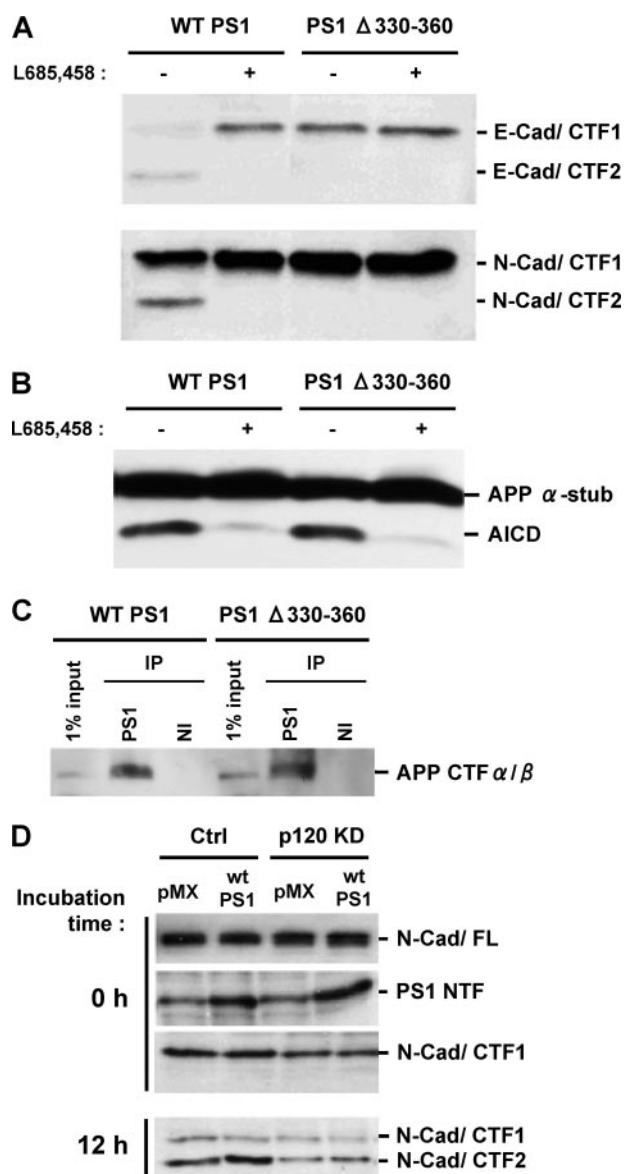 A
WT PS1 PS1 Δ330-360
L685,458 : - + - +
E-Cad/ CTF1
E-Cad/ CTF2
N-Cad/ CTF1
N-Cad/ CTF2
B
WT PS1 PS1 Δ330-360
L685,458 : - + - +
APP α-stub
AICD
C
WT PS1 PS1 Δ330-360
IP IP
1% input PS1 NI 1% input PS1 NI
APP CTF α/β
D
Ctrl p120 KD
Incubation time :
pMX wt PS1 pMX wt PS1
N-Cad/ FL
0 h
PS1 NTF
N-Cad/ CTF1
12 h
N-Cad/ CTF1
N-Cad/ CTF2